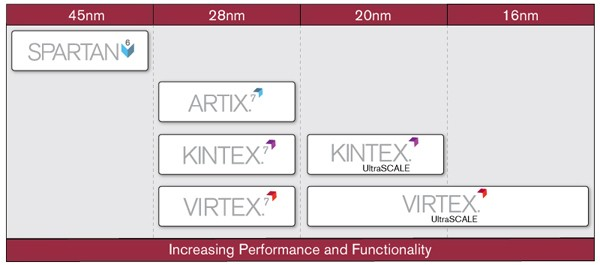 45nm 28nm 20nm 16nm
SPARTAN 6
ARTIX.7
KINTEX.7 KINTEX.
UltraSCALE
VIRTEX.7 VIRTEX.
UltraSCALE
Increasing Performance and Functionality